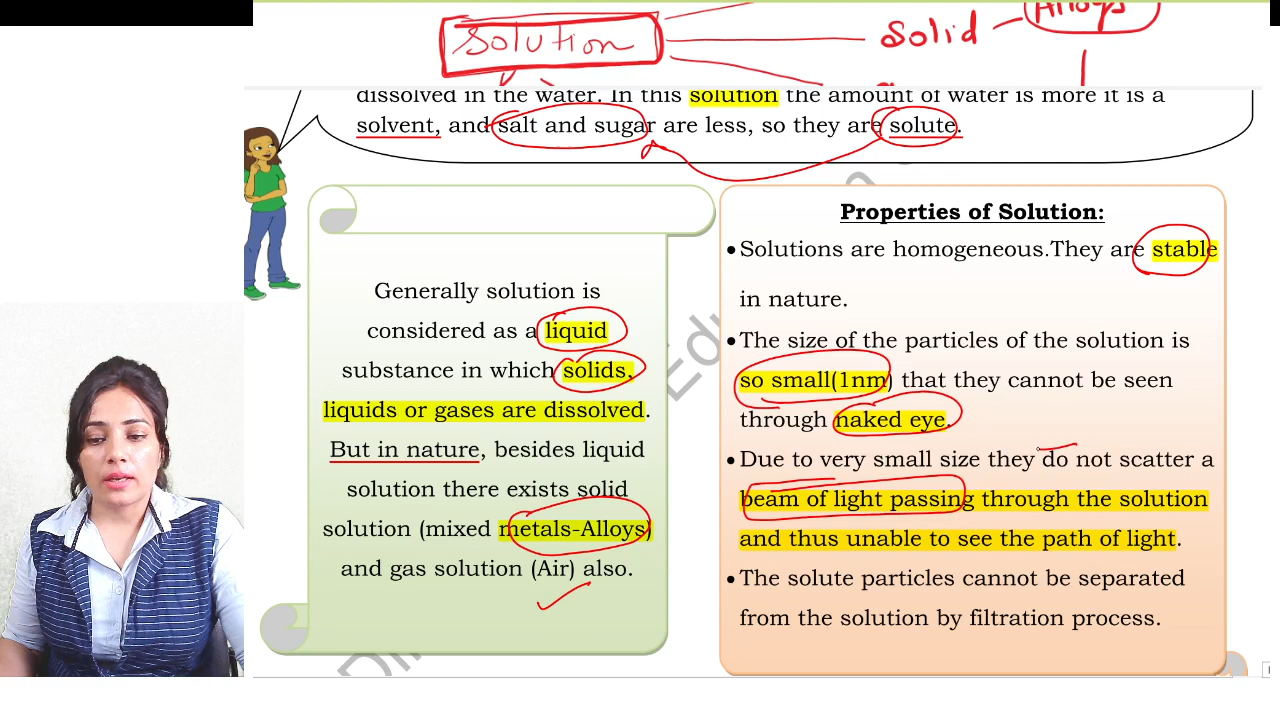 Solution
Solid
Alloys
dissolved in the water. In this solution the amount of water is more it is a
solvent, and salt and sugar are less, so they are solute.
Generally solution is
considered as a liquid
substance in which solids,
liquids or gases are dissolved.
But in nature, besides liquid
solution there exists solid
solution (mixed metals-Alloys)
and gas solution (Air) also.
Properties of Solution:
•Solutions are homogeneous.They are stable
in nature.
•The size of the particles of the solution is
so small(1nm) that they cannot be seen
through naked eye.
•Due to very small size they do not scatter a
beam of light passing through the solution
and thus unable to see the path of light.
•The solute particles cannot be separated
from the solution by filtration process.